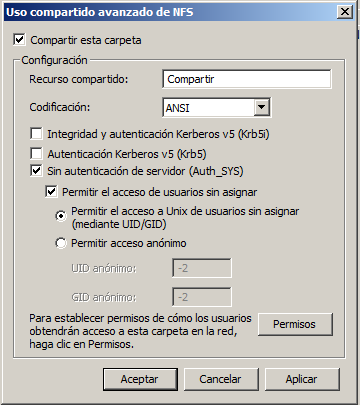 Uso compartido avanzado de NFS
Compartir esta carpeta
Configuración
Recurso compartido:
Compartir
Codificación:
ANSI
Integridad y autenticación Kerberos v5 (Krb5i)
Autenticación Kerberos v5 (Krb5)
Sin autenticación de servidor (Auth_SYS)
Permitir el acceso de usuarios sin asignar
Permitir el acceso a Unix de usuarios sin asignar
(mediante UID/GID)
Permitir acceso anónimo
UID anónimo:
-2
GID anónimo:
-2
Para establecer permisos de cómo los usuarios
obtendrán acceso a esta carpeta en la red,
haga clic en Permisos.
Permisos
Aceptar
Cancelar
Aplicar